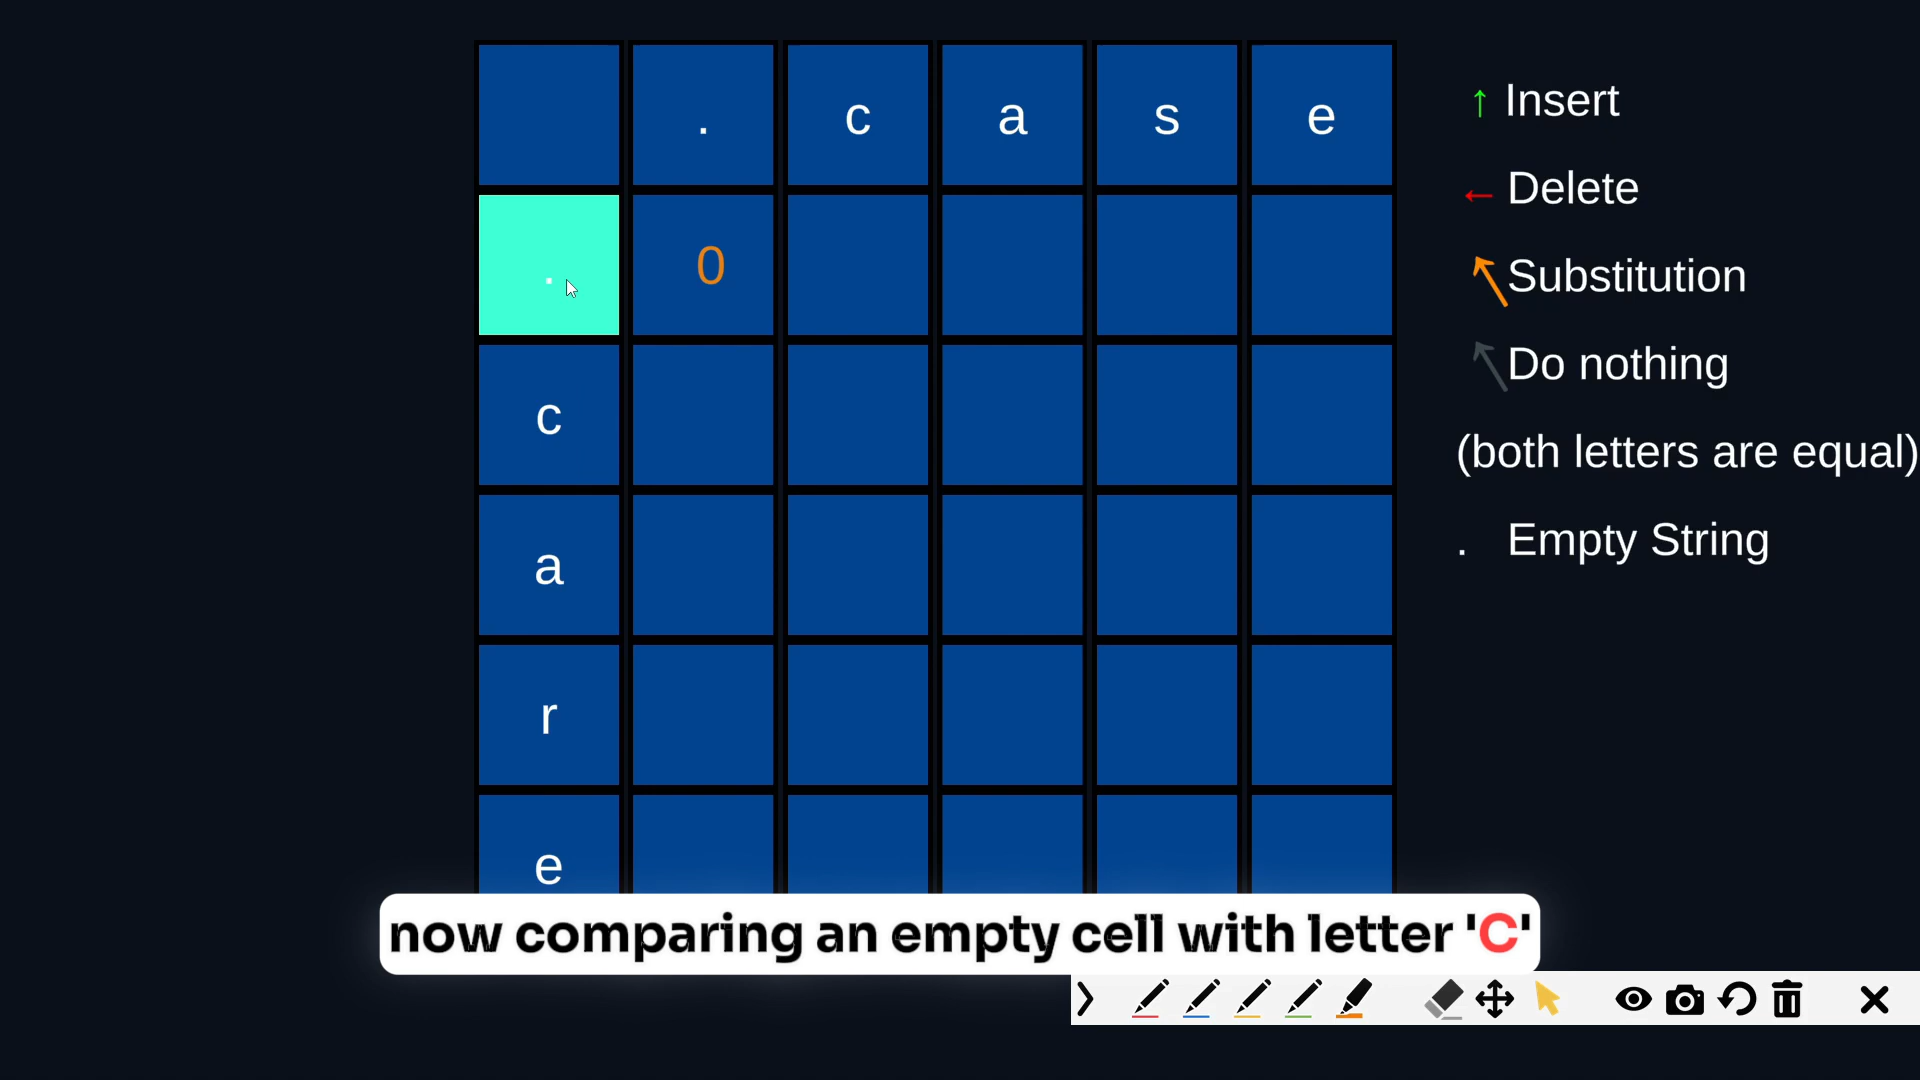 . c a s e
. 0
c
a
r
e
↑ Insert
← Delete
↖ Substitution
↖ Do nothing
(both letters are equal)
. Empty String
now comparing an empty cell with letter 'C'